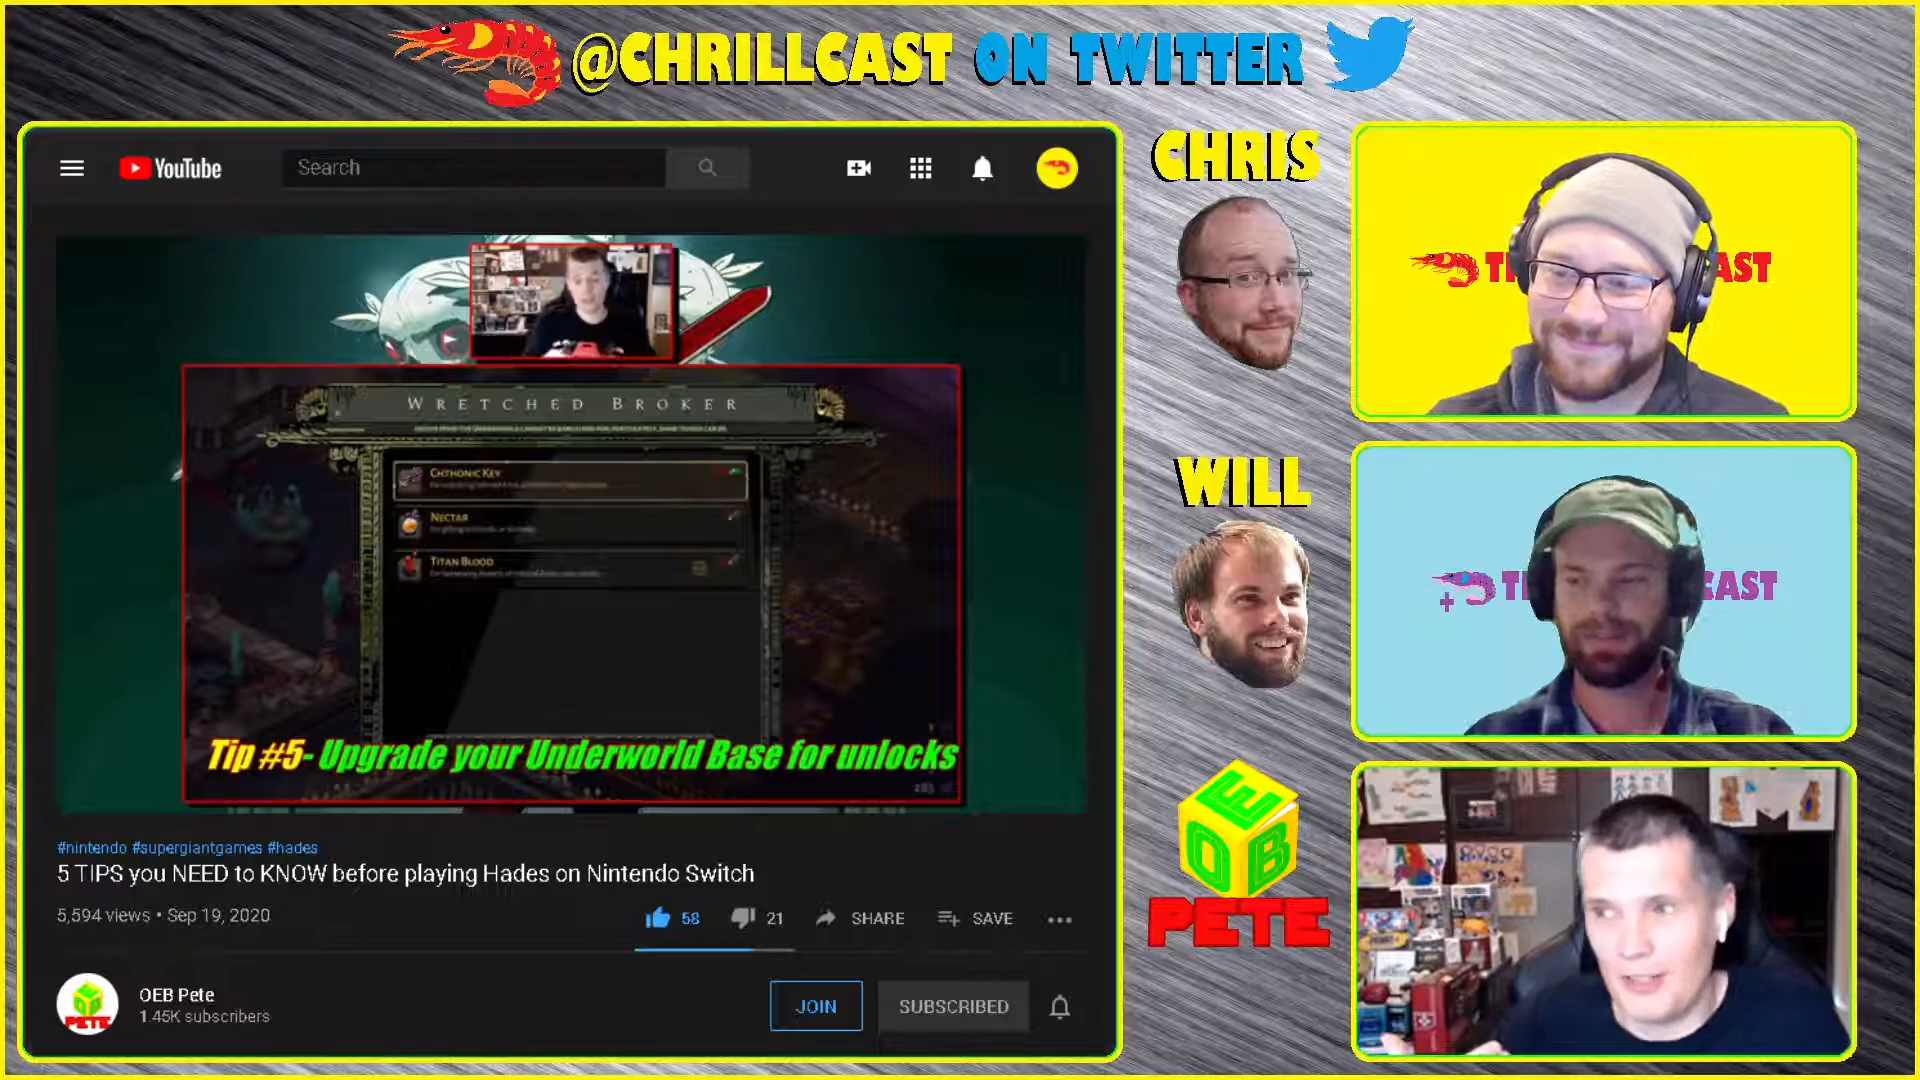 @CHRILLCAST ON TWITTER
YouTube
Search
WRETCHED BROKER
CHTHONIC KEY
NECTAR
TITAN BLOOD
Tip #5- Upgrade your Underworld Base for unlocks
#nintendo #supergiantgames #hades
5 TIPS you NEED to KNOW before playing Hades on Nintendo Switch
5,594 views • Sep 19, 2020
58
21
SHARE
SAVE
OEB Pete
1.45K subscribers
JOIN
SUBSCRIBED
CHRIS
WILL
OEB
PETE